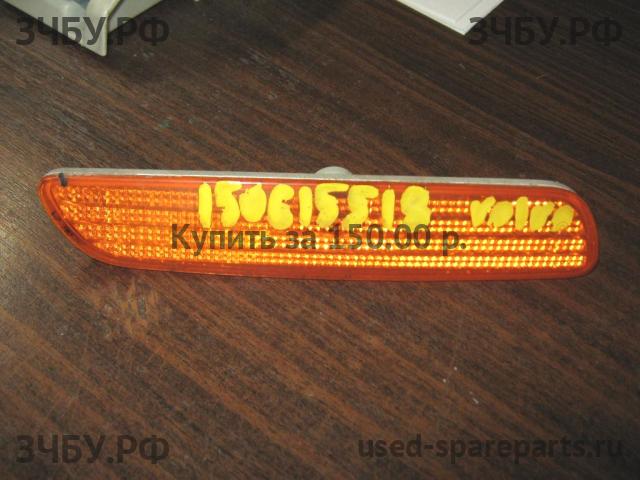 ЗЧБУ.РФ ЗЧБУ.РФ
150615518 volvo
Купить за 150.00 р.
ЗЧБУ.РФ used-spareparts.ru